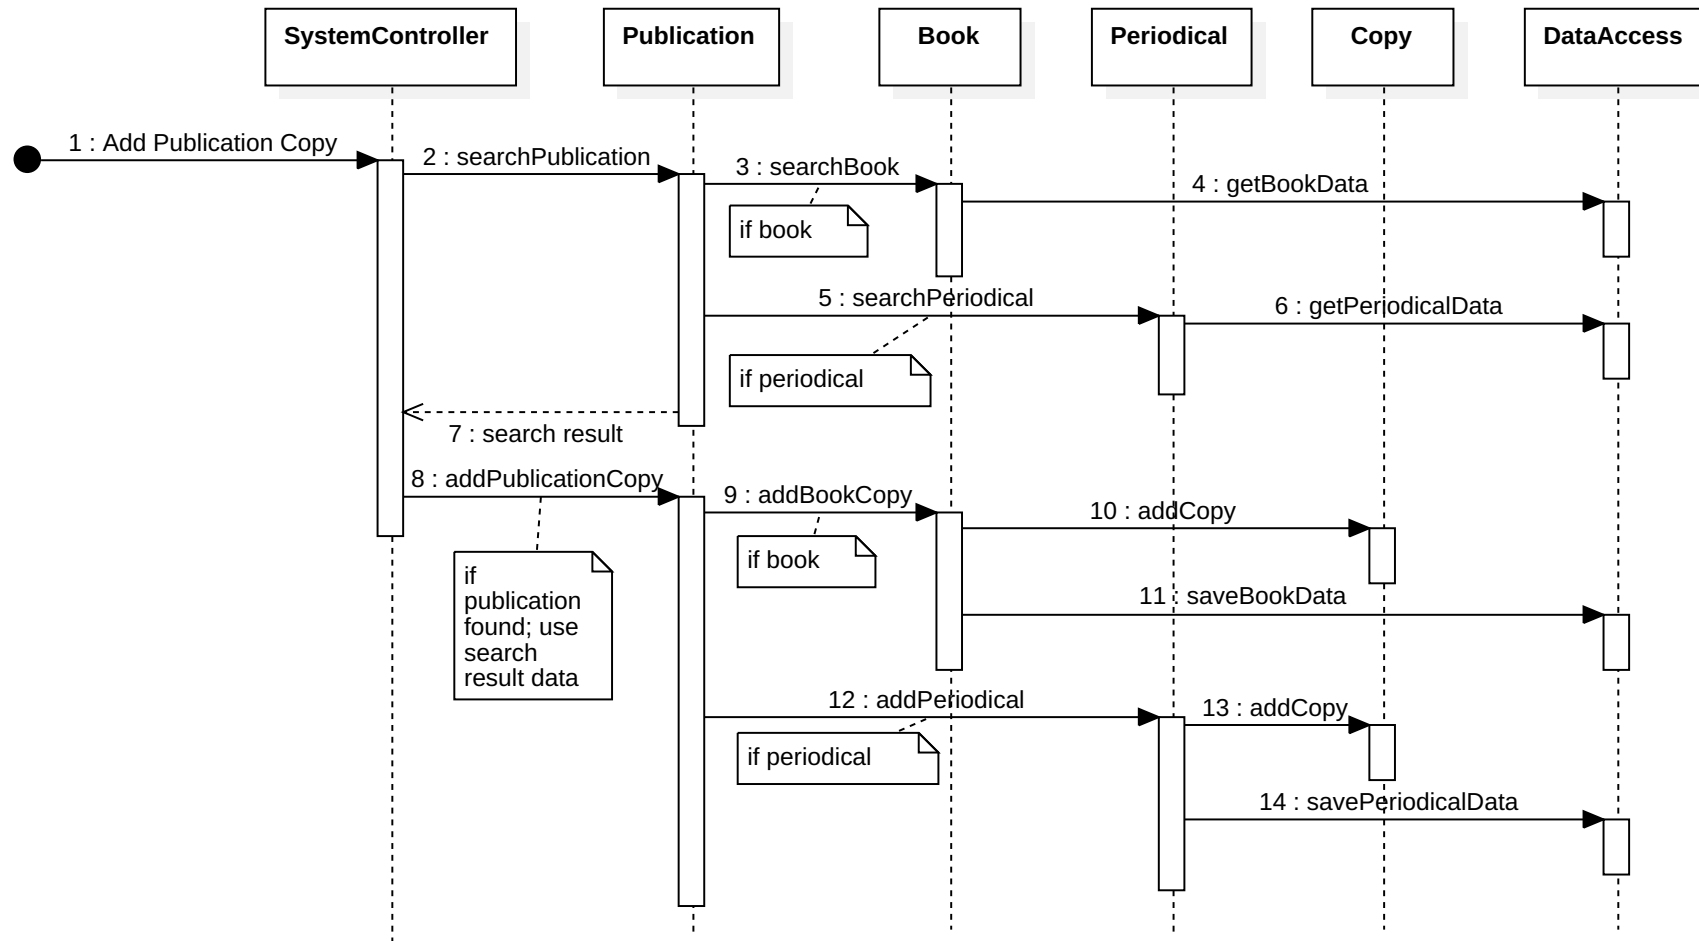 SystemController
Publication
Book
Periodical
Copy
DataAccess
1 : Add Publication Copy
2 : searchPublication
3 : searchBook
4 : getBookData
if book
5 : searchPeriodical
6 : getPeriodicalData
if periodical
7 : search result
8 : addPublicationCopy
9 : addBookCopy
10 : addCopy
if book
if
publication
found; use
search
result data
11 : saveBookData
12 : addPeriodical
13 : addCopy
if periodical
14 : savePeriodicalData